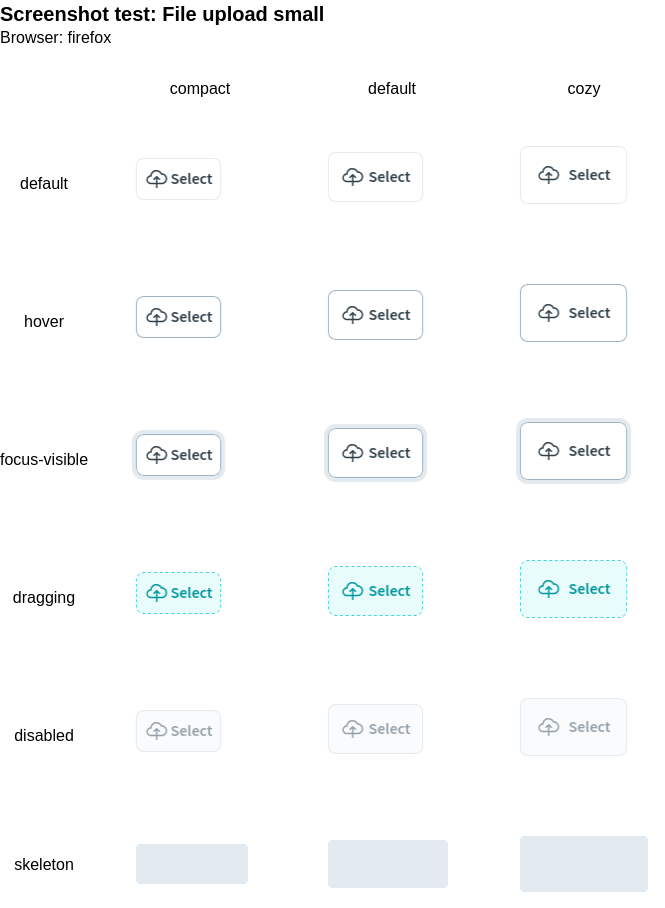 Screenshot test: File upload small
Browser: firefox
compact default cozy
default Select Select Select
hover Select Select Select
focus-visible Select Select Select
dragging Select Select Select
disabled Select Select Select
skeleton